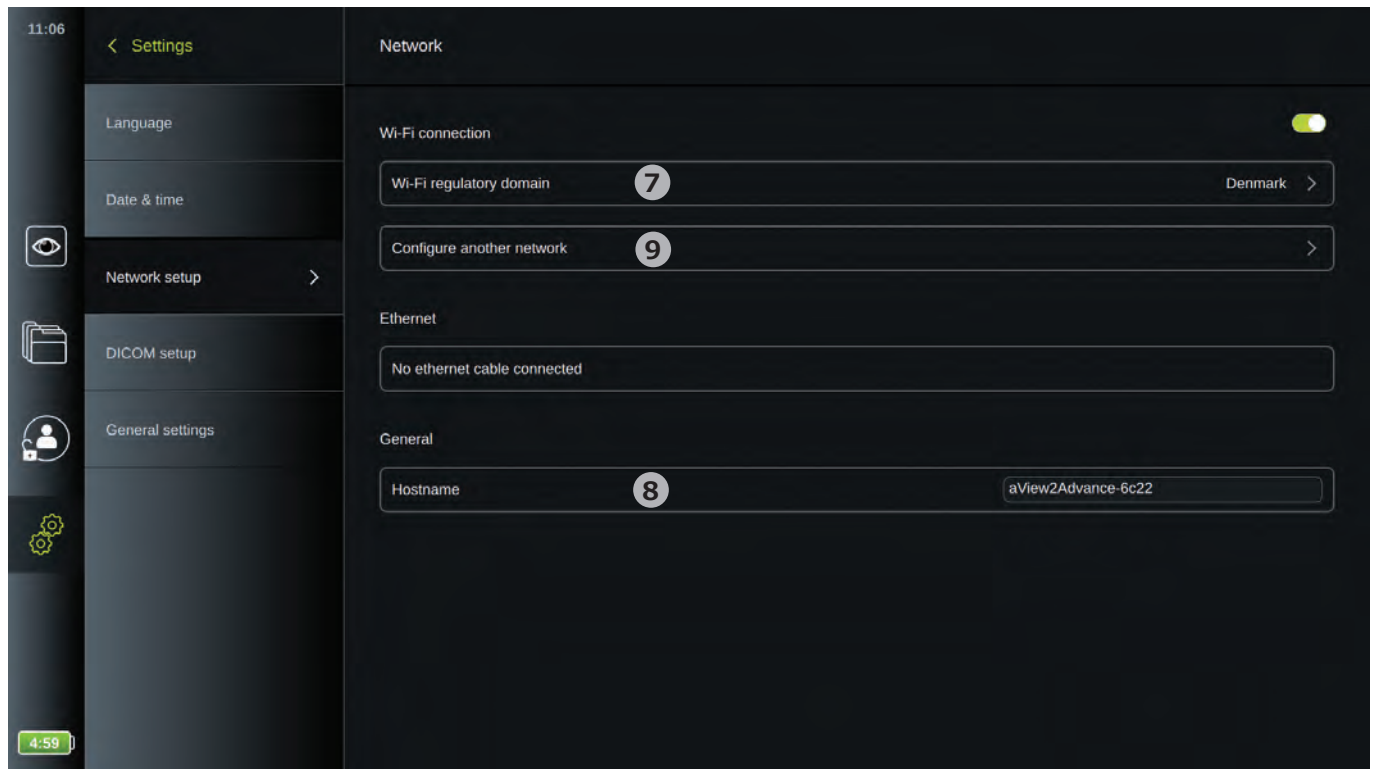 11:06
Settings
Network
Language
Date & time
Network setup
DICOM setup
General settings
Wi-Fi connection
Wi-Fi regulatory domain 7 Denmark
Configure another network 9
Ethernet
No ethernet cable connected
General
Hostname 8 aView2Advance-6c22
4:59